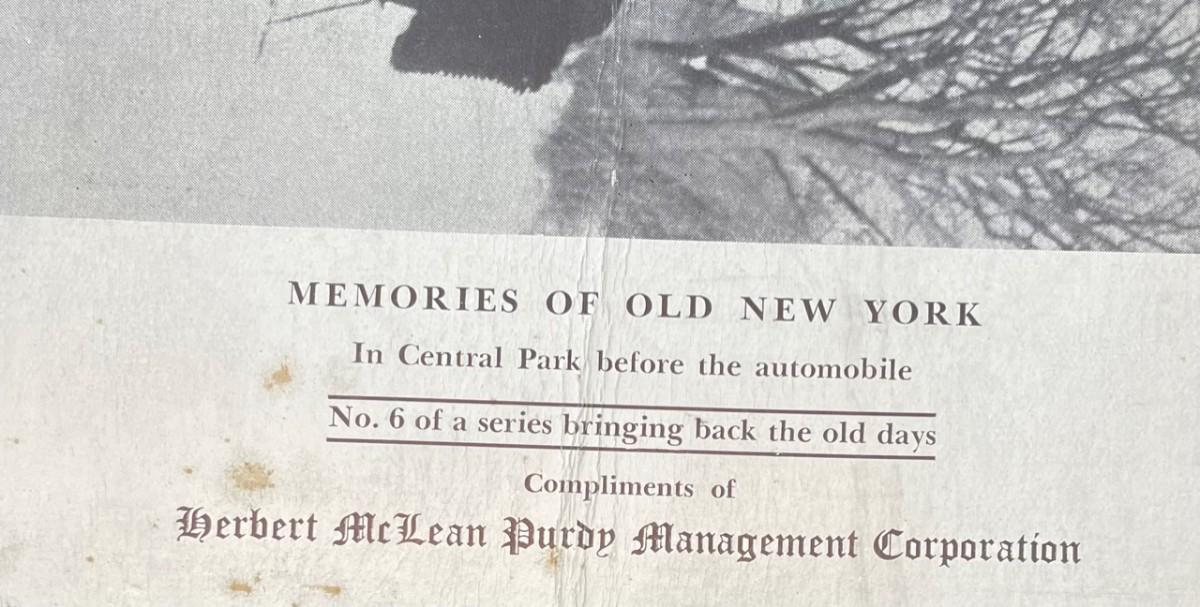 MEMORIES OF OLD NEW YORK
In Central Park before the automobile
No. 6 of a series bringing back the old days
Compliments of
Herbert McLean Purdy Management Corporation